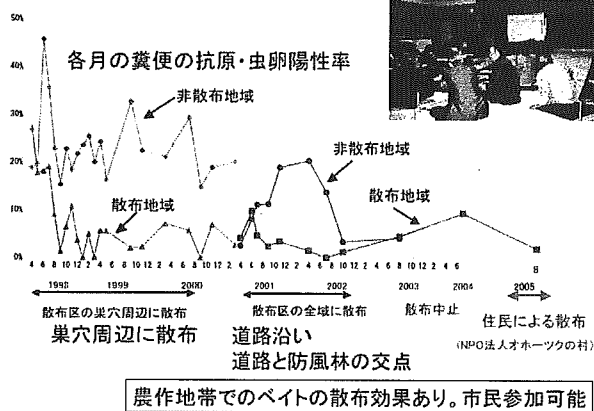 50%
40%
30%
20%
10%
0%
各月の糞便の抗原・虫卵陽性率
非散布地域
散布地域
非散布地域
散布地域
4 6 8 10 12 2 4 6 8 10 12 2 4 6 8 10 12 2 4 6 8 10 12 2 4 6 8 10 12 2 4 6 8 10 12 2 4 6
8
1998 1999 2000 2001 2002 2003 2004 2005
散布区の巣穴周辺に散布
散布区の全域に散布
散布中止
住民による散布
(NPO法人オホーツクの村)
巣穴周辺に散布
道路沿い
道路と防風林の交点
農作地帯でのベイトの散布効果あり。市民参加可能